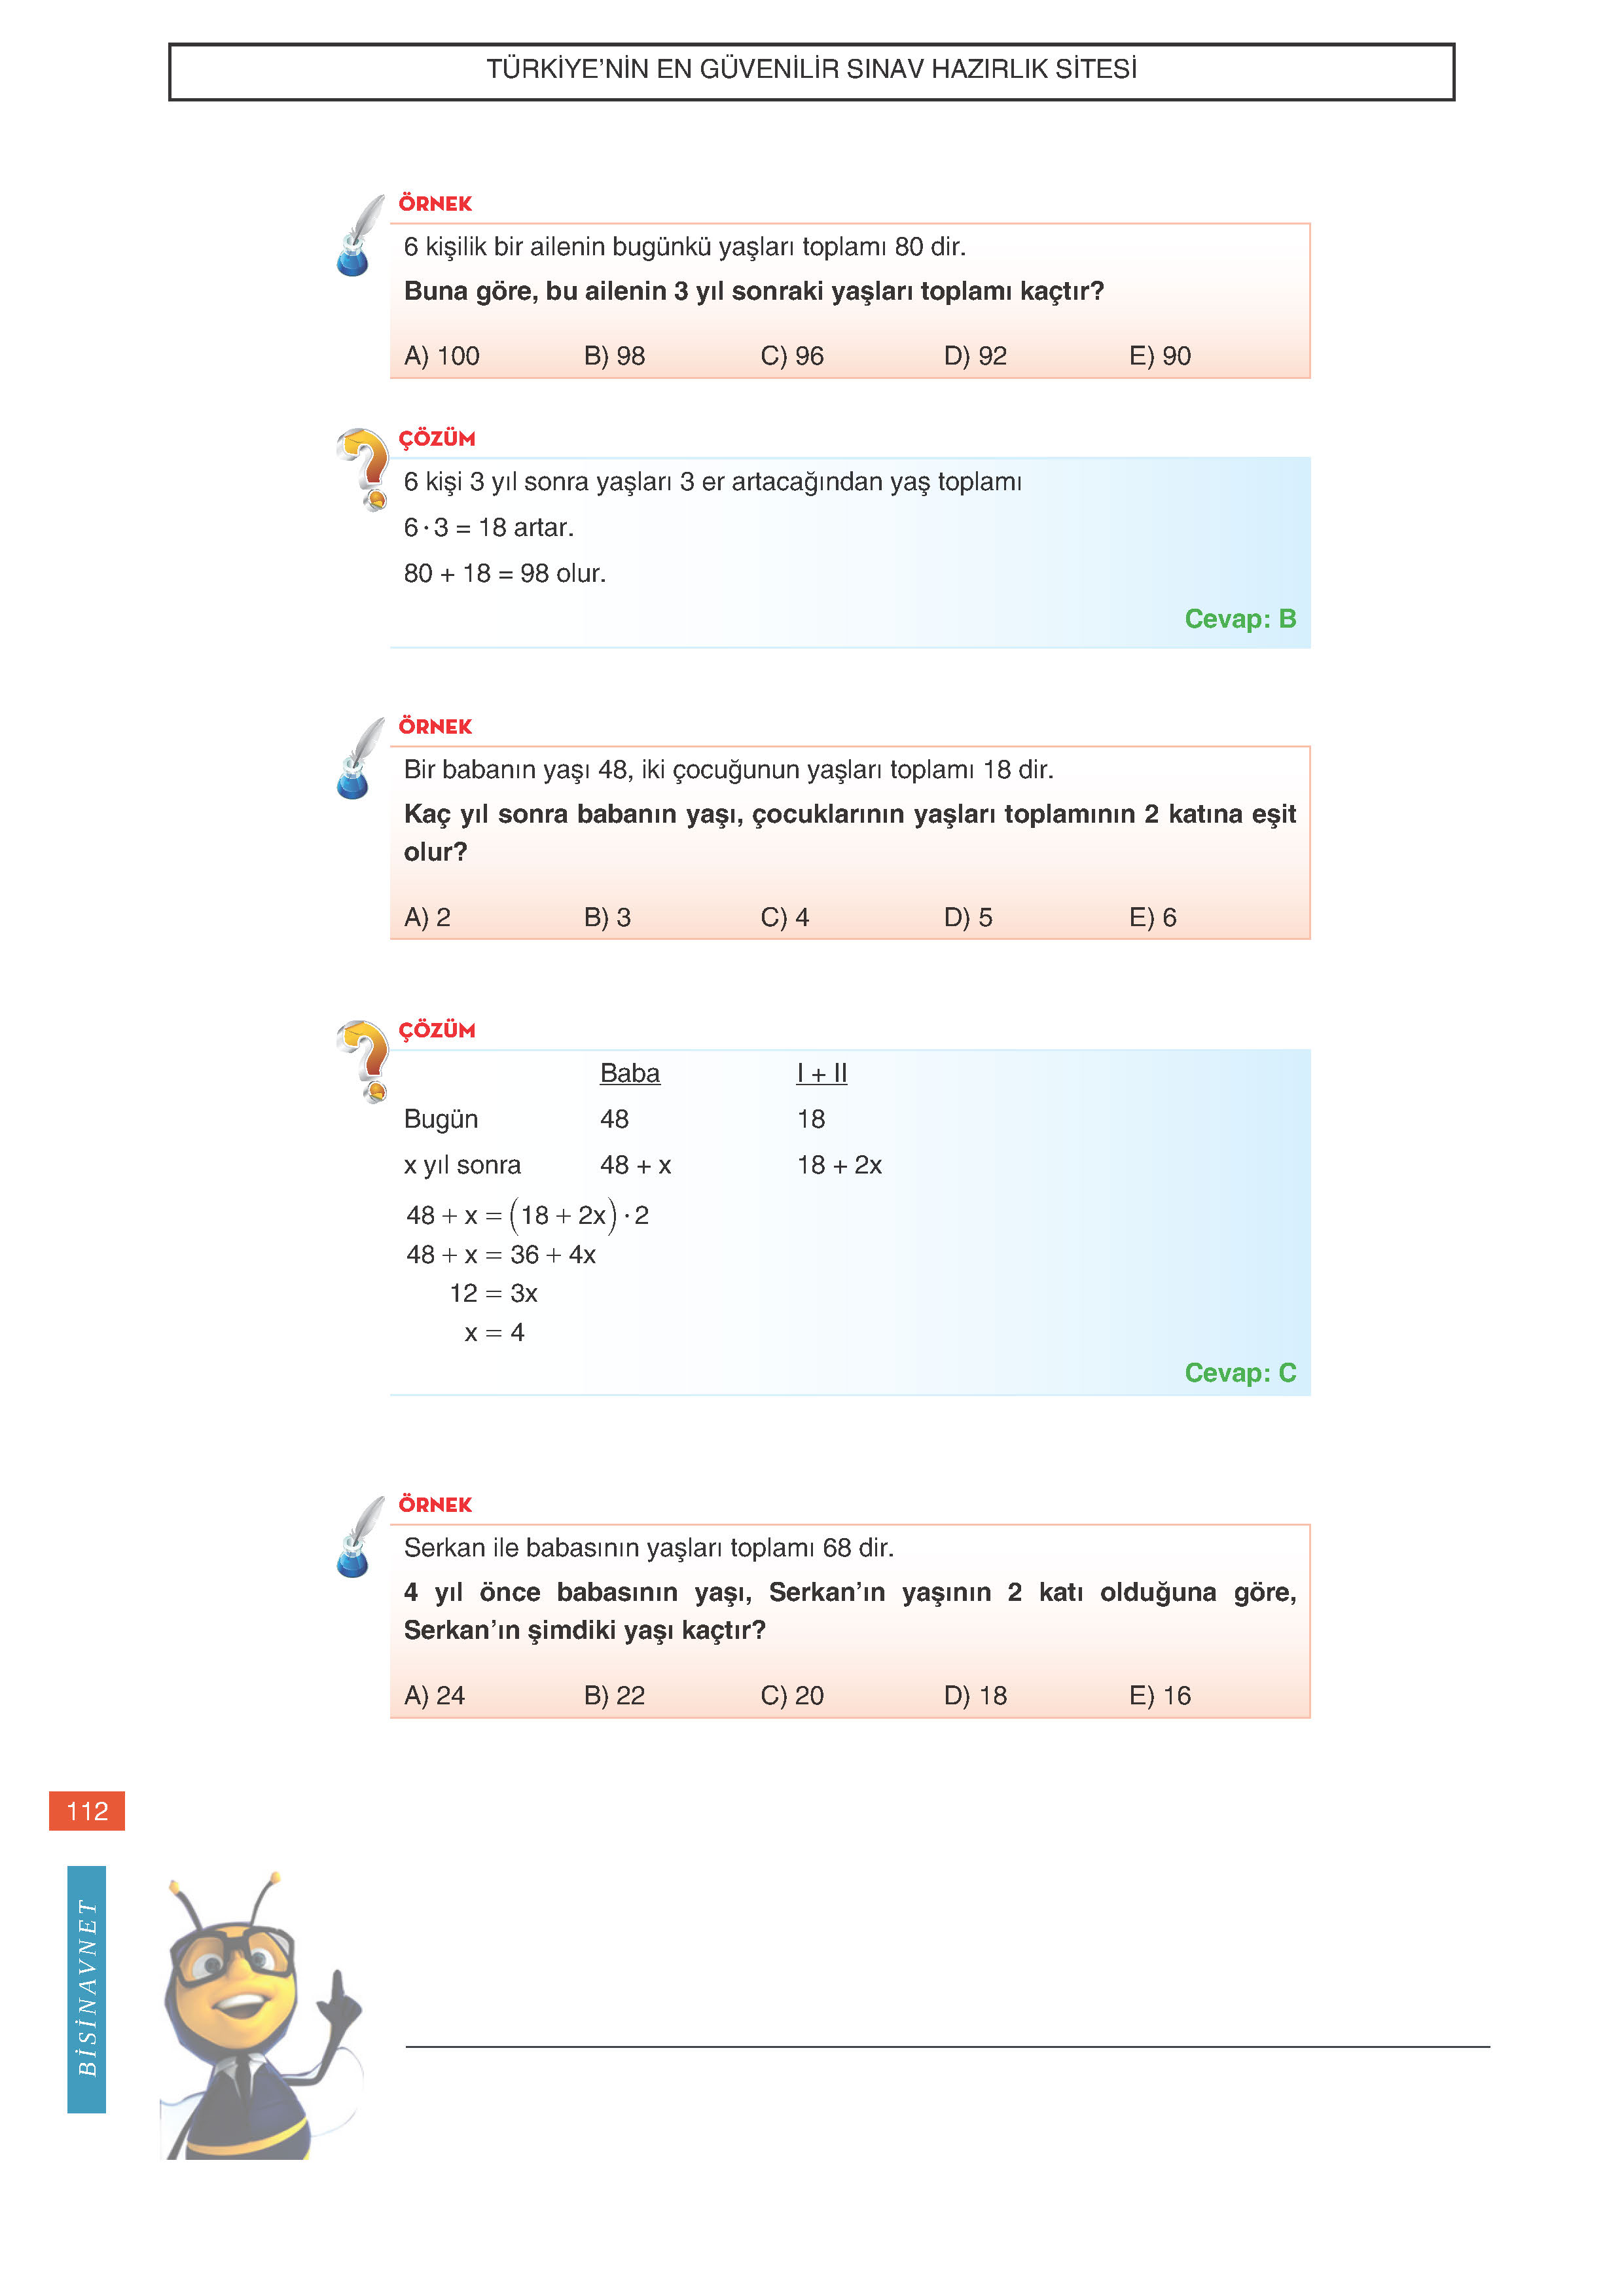 TÜRKİYE’NİN EN GÜVENİLİR SINAV HAZIRLIK SİTESİ
ÖRNEK
6 kişilik bir ailenin bugünkü yaşları toplamı 80 dir.
Buna göre, bu ailenin 3 yıl sonraki yaşları toplamı kaçtır?
A) 100 B) 98 C) 96 D) 92 E) 90
ÇÖZÜM
6 kişi 3 yıl sonra yaşları 3 er artacağından yaş toplamı
6 · 3 = 18 artar.
80 + 18 = 98 olur.
Cevap: B
ÖRNEK
Bir babanın yaşı 48, iki çocuğunun yaşları toplamı 18 dir.
Kaç yıl sonra babanın yaşı, çocuklarının yaşları toplamının 2 katına eşit
olur?
A) 2 B) 3 C) 4 D) 5 E) 6
ÇÖZÜM
Baba I + II
Bugün 48 18
x yıl sonra 48 + x 18 + 2x
48 + x = (18 + 2x) · 2
48 + x = 36 + 4x
12 = 3x
x = 4
Cevap: C
ÖRNEK
Serkan ile babasının yaşları toplamı 68 dir.
4 yıl önce babasının yaşı, Serkan’ın yaşının 2 katı olduğuna göre,
Serkan’ın şimdiki yaşı kaçtır?
A) 24 B) 22 C) 20 D) 18 E) 16
112
BİSİNAVNET